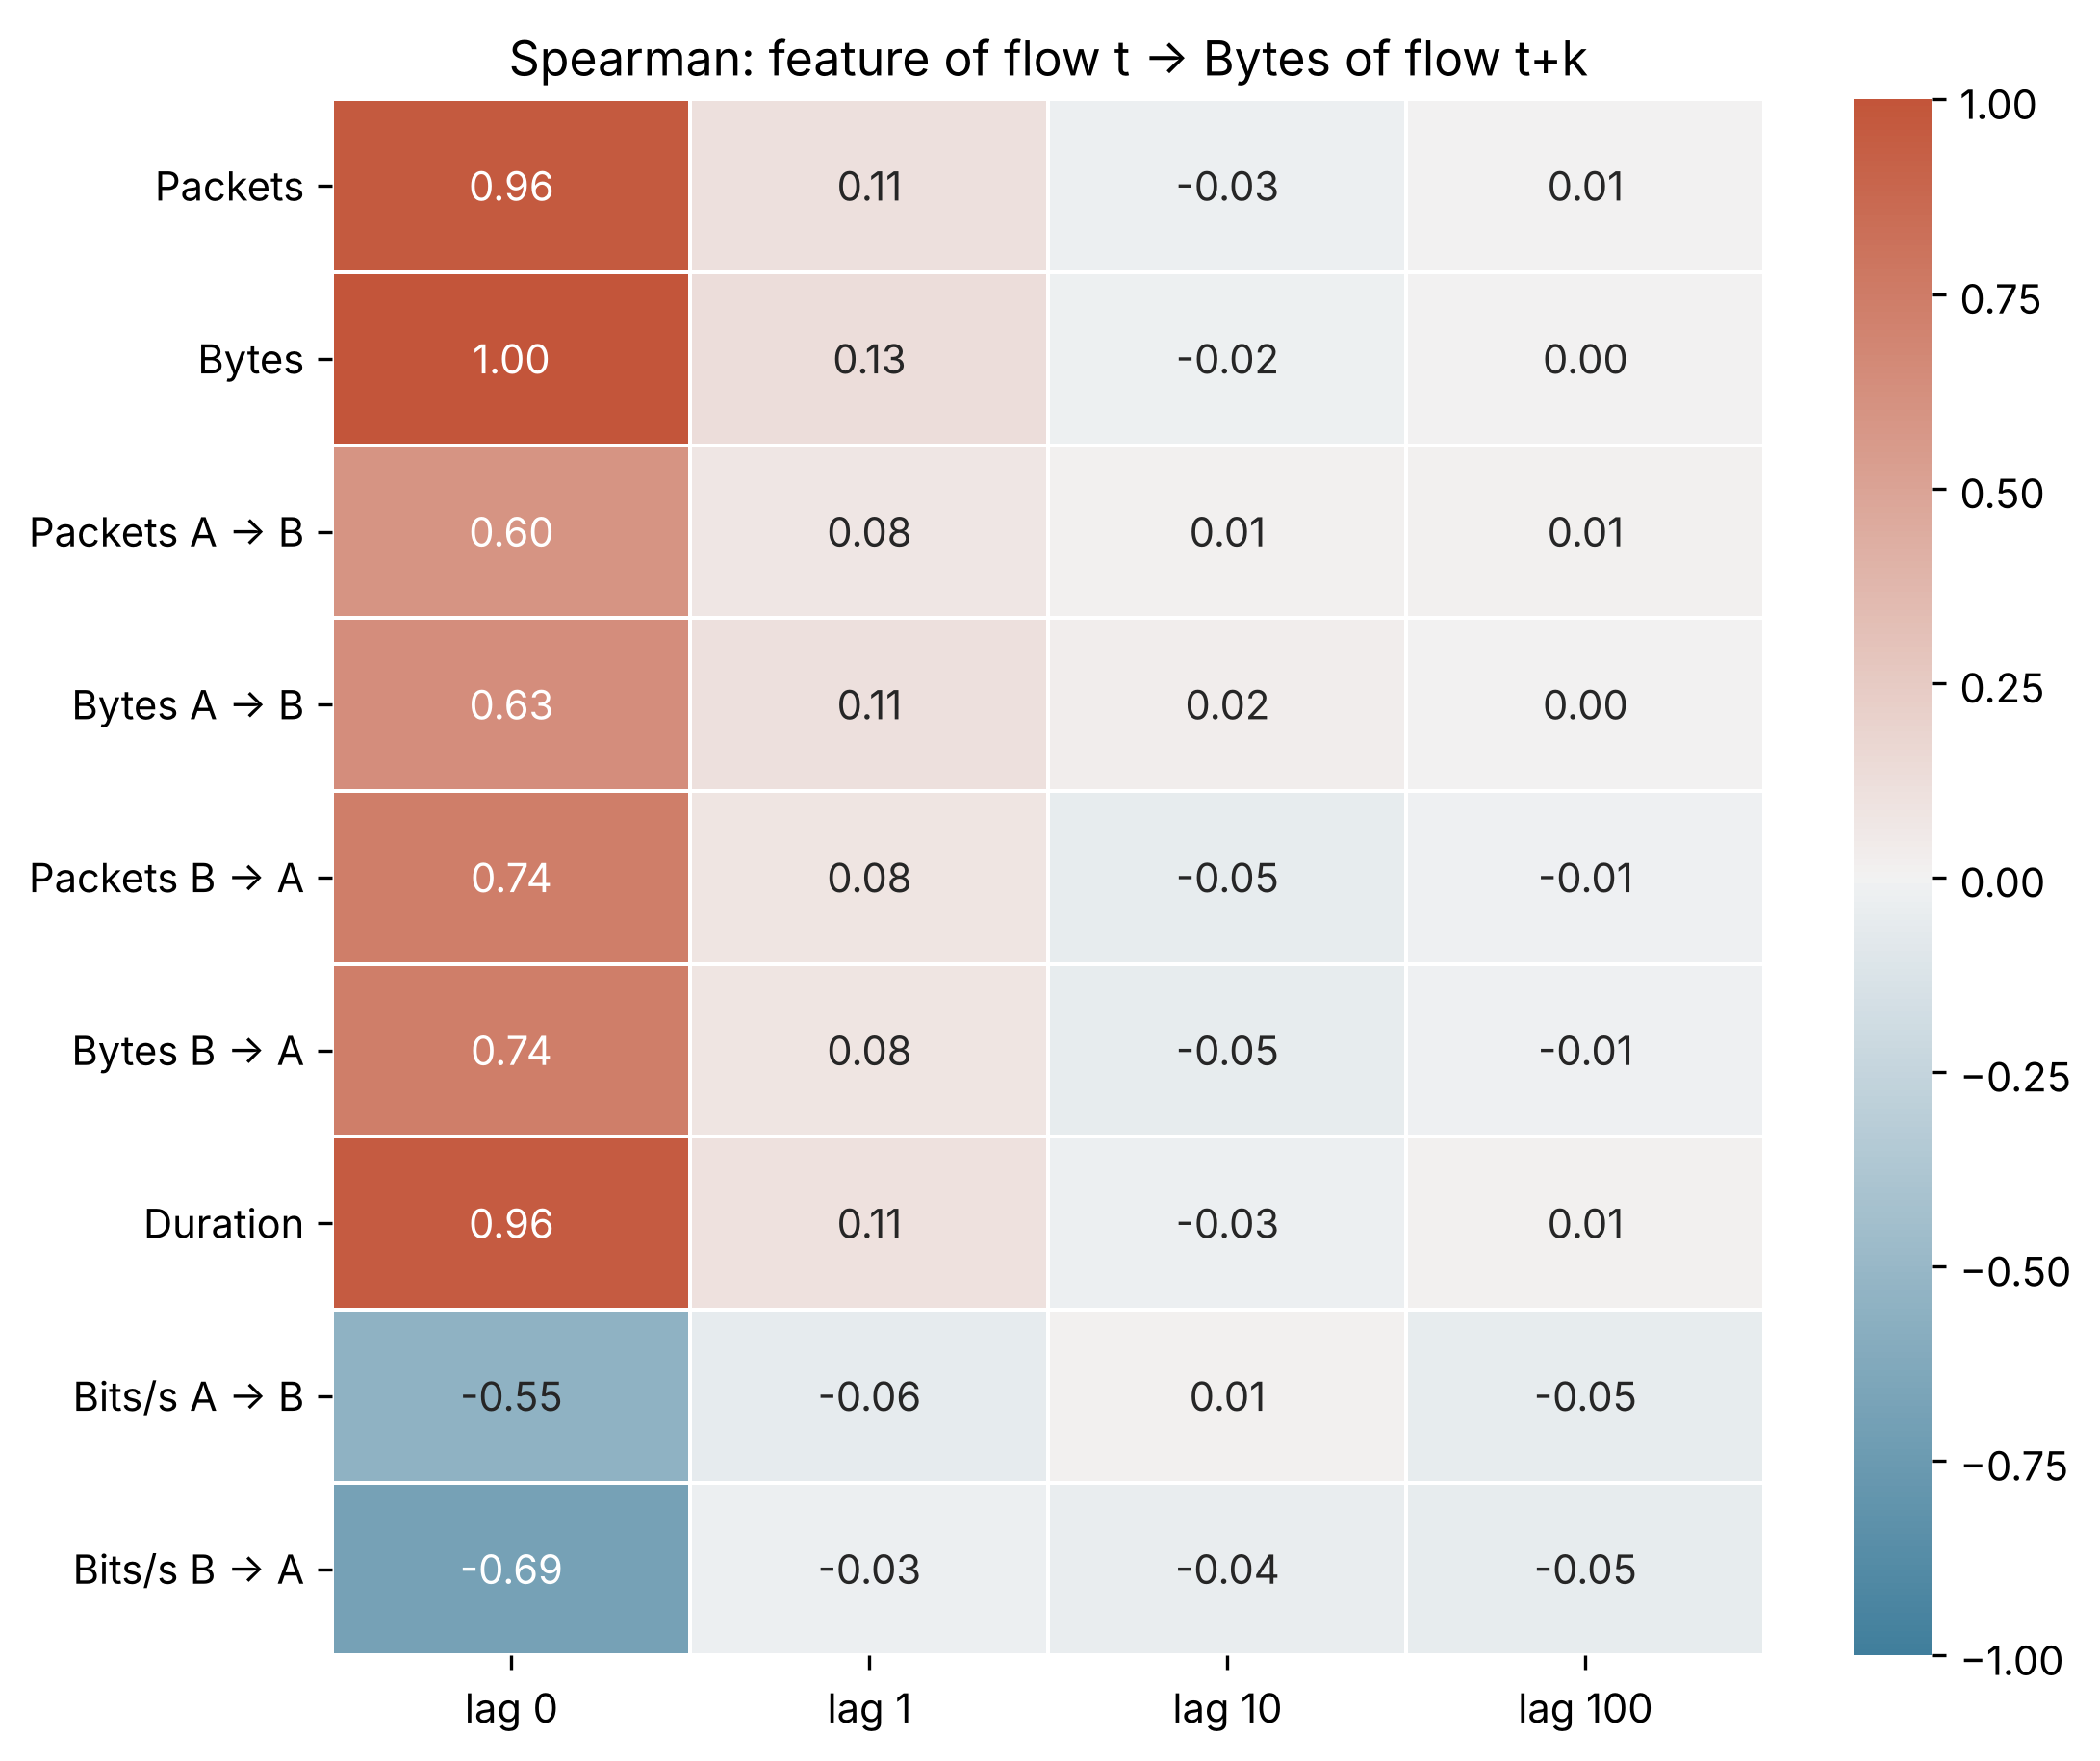 Spearman: feature of flow t → Bytes of flow t+k
Packets 0.96 0.11 -0.03 0.01
Bytes 1.00 0.13 -0.02 0.00
Packets A → B 0.60 0.08 0.01 0.01
Bytes A → B 0.63 0.11 0.02 0.00
Packets B → A 0.74 0.08 -0.05 -0.01
Bytes B → A 0.74 0.08 -0.05 -0.01
Duration 0.96 0.11 -0.03 0.01
Bits/s A → B -0.55 -0.06 0.01 -0.05
Bits/s B → A -0.69 -0.03 -0.04 -0.05
lag 0 lag 1 lag 10 lag 100
1.00
0.75
0.50
0.25
0.00
−0.25
−0.50
−0.75
−1.00